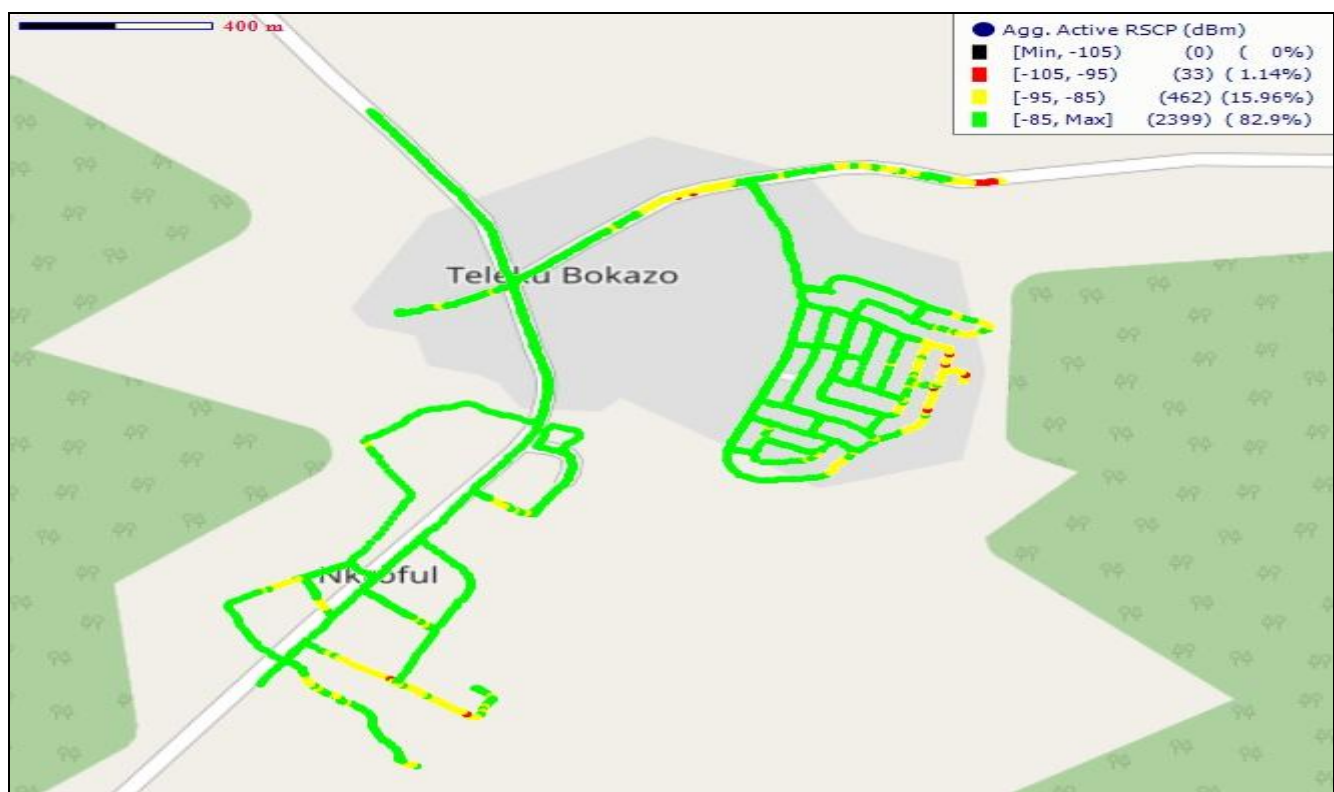 400 m
Agg. Active RSCP (dBm)
[Min, -105) (0) ( 0%)
[-105, -95) (33) ( 1.14%)
[-95, -85) (462) (15.96%)
[-85, Max] (2399) ( 82.9%)
Teleku Bokazo